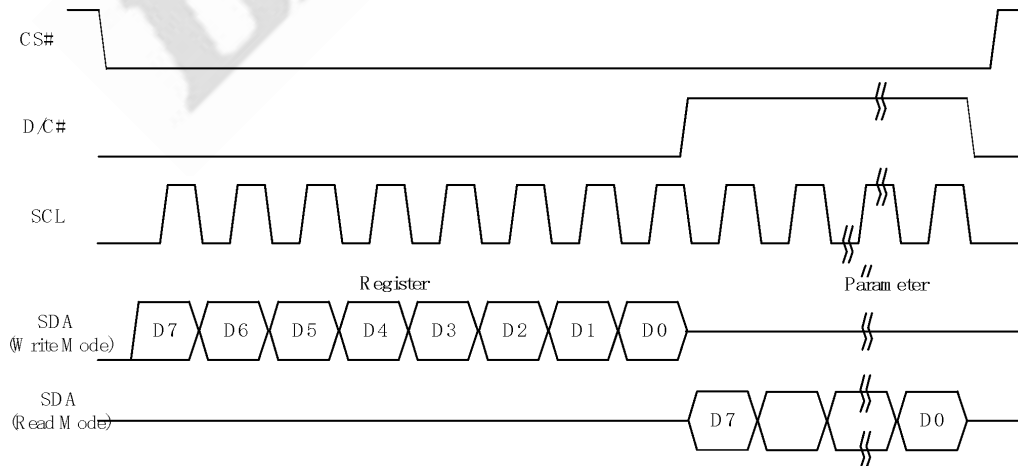 CS#
D/C#
SCL
Register
Parameter
SDA
(Write Mode)
D7 D6 D5 D4 D3 D2 D1 D0
SDA
(Read Mode)
D7 D0